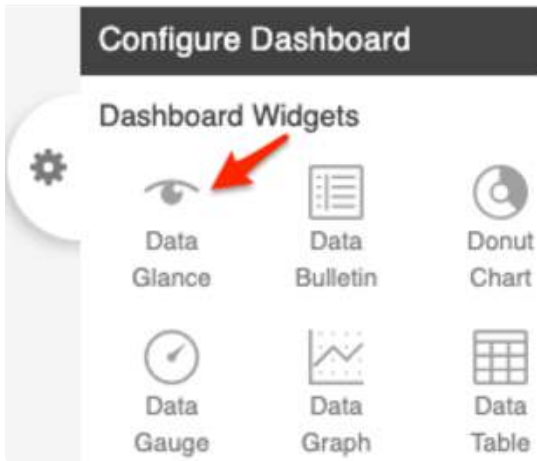 Configure Dashboard
Dashboard Widgets
Data Glance
Data Bulletin
Donut Chart
Data Gauge
Data Graph
Data Table